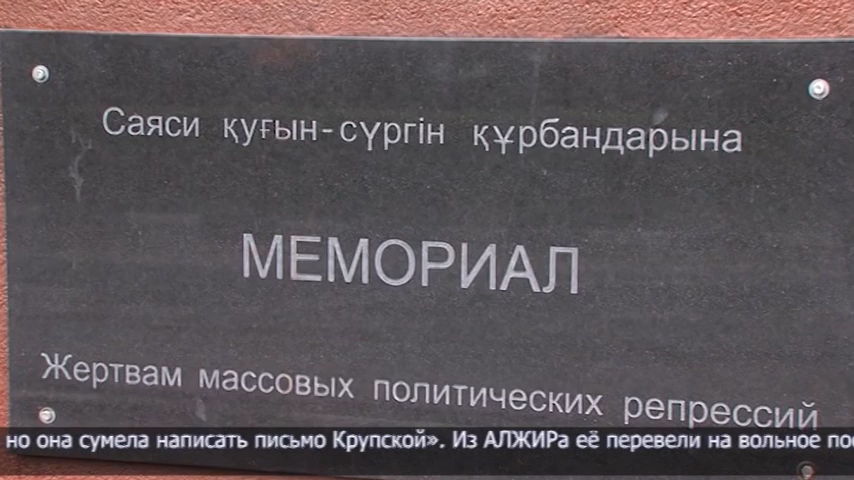 Саяси қуғын-сүргін құрбандарына
МЕМОРИАЛ
Жертвам массовых политических репрессий
но она сумела написать письмо Крупской». Из АЛЖИРа её перевели на вольное